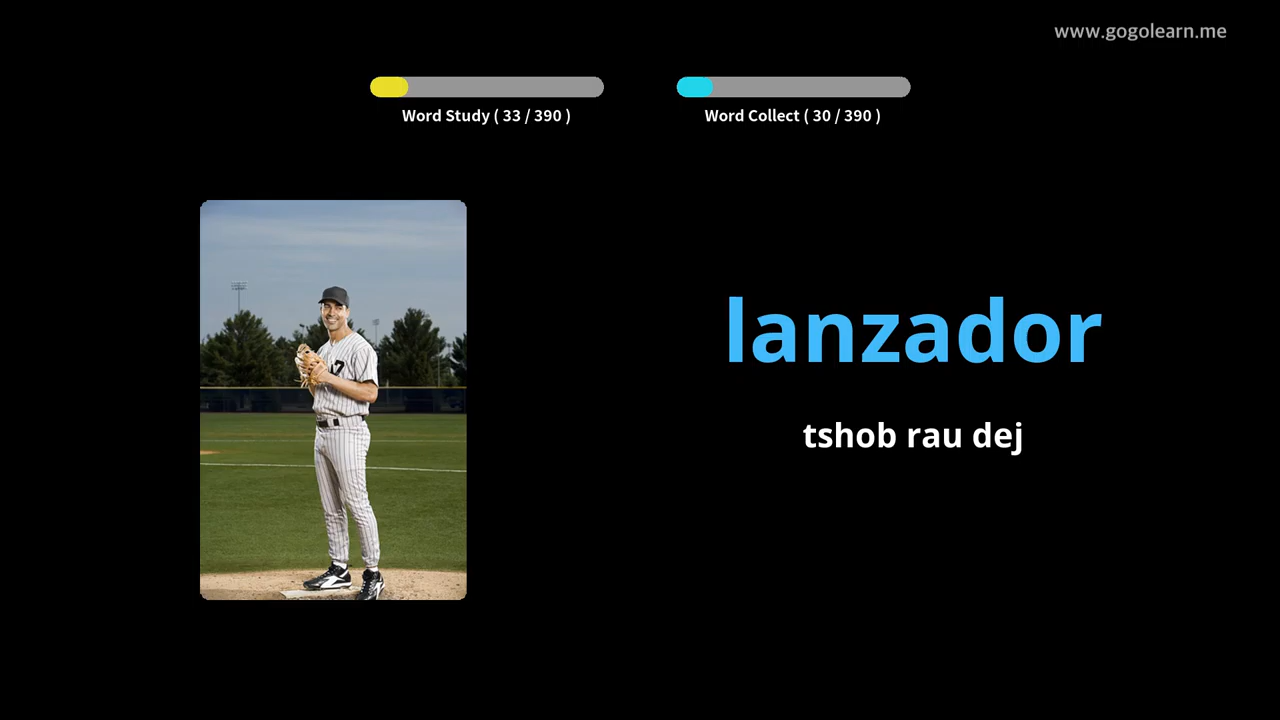 www.gogolearn.me
Word Study ( 33 / 390 )
Word Collect ( 30 / 390 )
lanzador
tshob rau dej